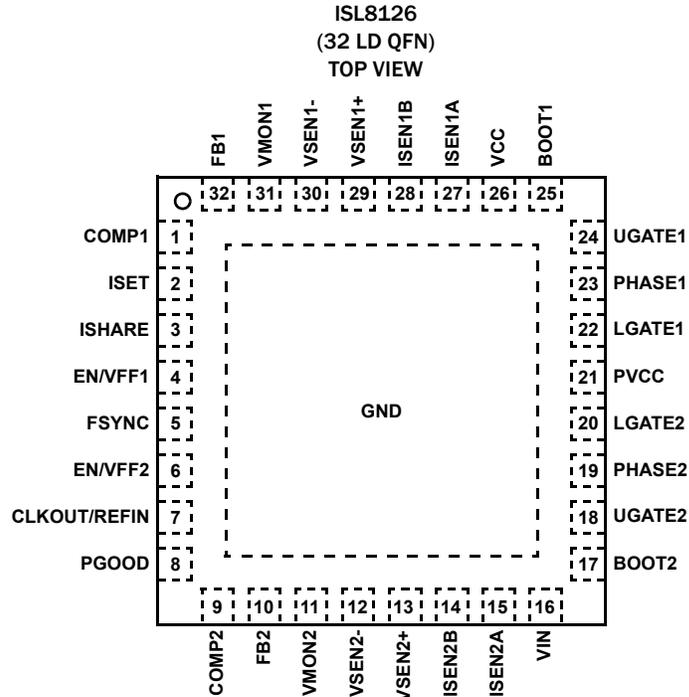 ISL8126
(32 LD QFN)
TOP VIEW
FB1
VMON1
VSEN1-
VSEN1+
ISEN1B
ISEN1A
VCC
BOOT1
32 31 30 29 28 27 26 25
COMP1 1
ISET 2
ISHARE 3
EN/VFF1 4
FSYNC 5
EN/VFF2 6
CLKOUT/REFIN 7
PGOOD 8
GND
24 UGATE1
23 PHASE1
22 LGATE1
21 PVCC
20 LGATE2
19 PHASE2
18 UGATE2
17 BOOT2
9 10 11 12 13 14 15 16
COMP2
FB2
VMON2
VSEN2-
VSEN2+
ISEN2B
ISEN2A
VIN